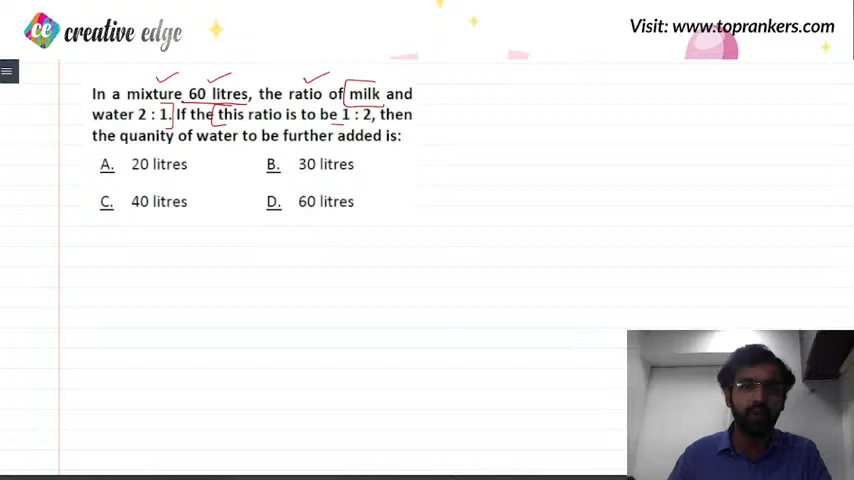 ce creative edge
Visit: www.toprankers.com
In a mixture 60 litres, the ratio of milk and
water 2 : 1. If the this ratio is to be 1 : 2, then
the quanity of water to be further added is:
A. 20 litres B. 30 litres
C. 40 litres D. 60 litres